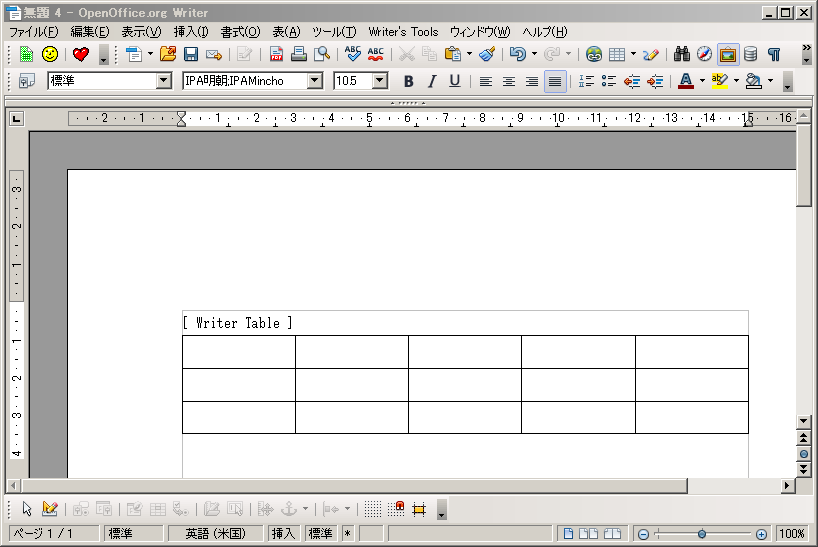 無題 4 - OpenOffice.org Writer
ファイル(F) 編集(E) 表示(V) 挿入(I) 書式(O) 表(A) ツール(T) Writer's Tools ウィンドウ(W) ヘルプ(H)
標準 IPA明朝;IPAMincho 10.5 B I U
2 1 1 2 3 4 5 6 7 8 9 10 11 12 13 14 15 16
3
2
1
[ Writer Table ]
1
2
3
4
ページ 1 / 1 標準 英語 (米国) 挿入 標準 * 100%